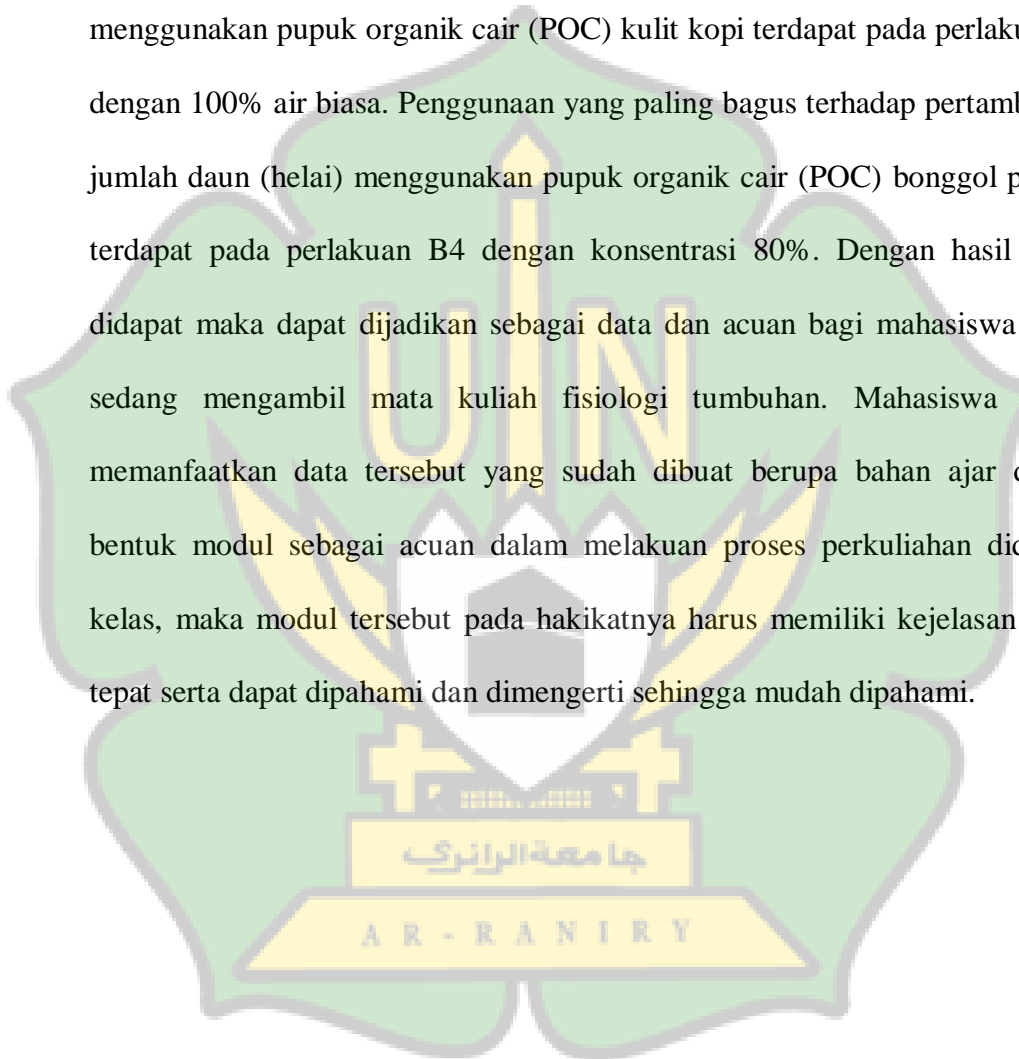 menggunakan pupuk organik cair (POC) kulit kopi terdapat pada
dengan 100% air biasa. Penggunaan yang paling bagus terhadap
jumlah daun (helai) menggunakan pupuk organik cair (POC) bonggol
terdapat pada perlakuan B4 dengan konsentrasi 80%. Dengan hasil
didapat maka dapat dijadikan sebagai data dan acuan bagi mahasiswa
sedang mengambil mata kuliah fisiologi tumbuhan. Mahasiswa
memanfaatkan data tersebut yang sudah dibuat berupa bahan ajar
bentuk modul sebagai acuan dalam melakuan proses perkuliahan
kelas, maka modul tersebut pada hakikatnya harus memiliki kejelasan
tepat serta dapat dipahami dan dimengerti sehingga mudah dipahami.
UIN
جامعة الرانري
AR-RANIRY